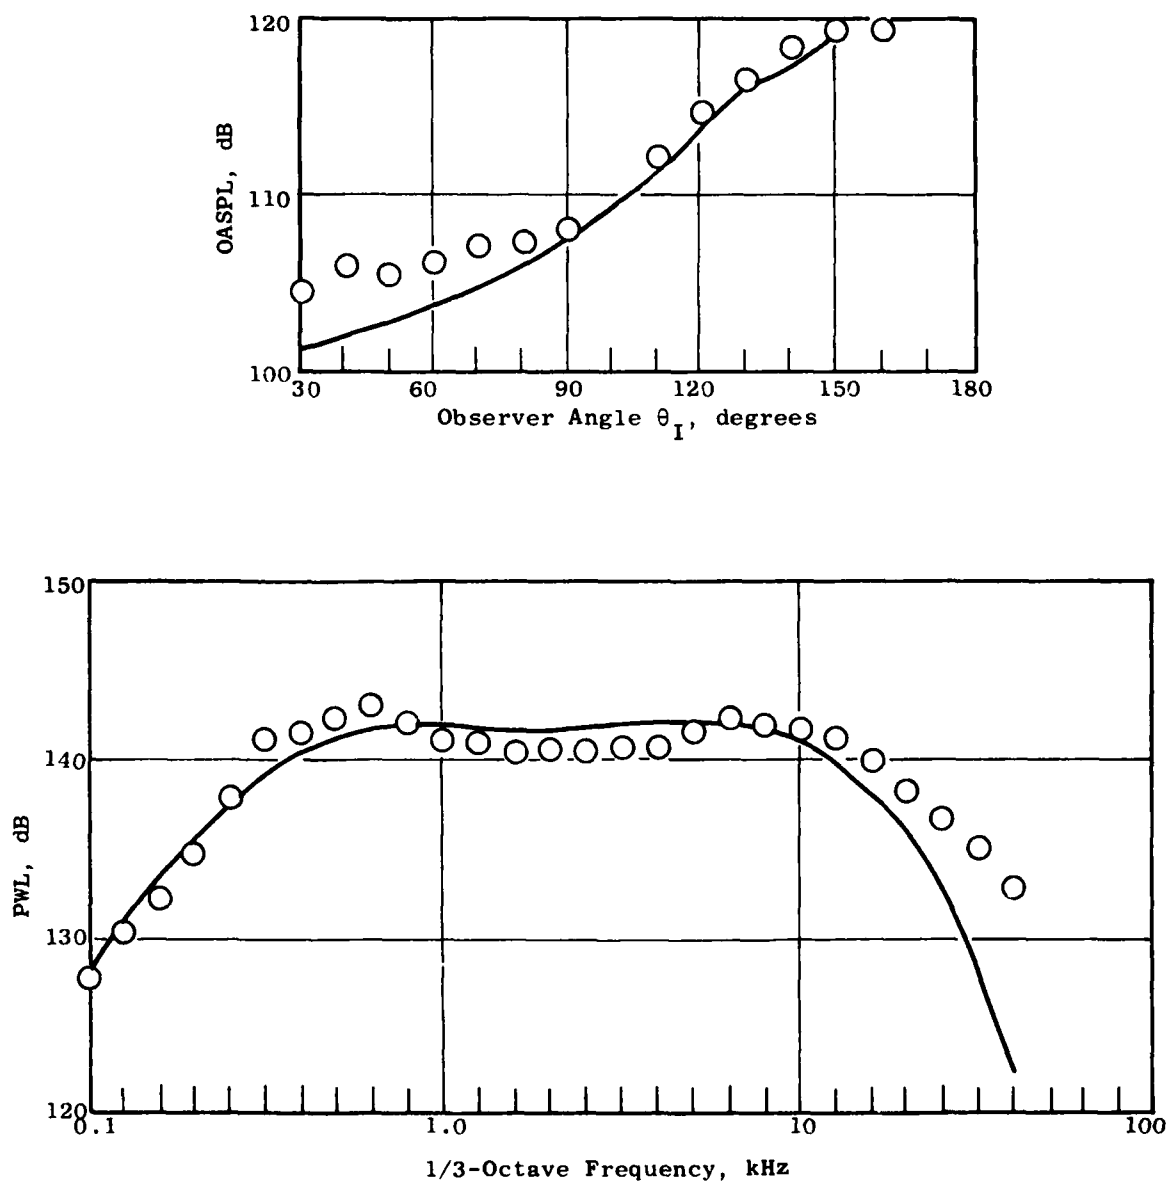 120
OASPL, dB
110
100
30 60 90 120 150 180
Observer Angle θI, degrees
150
140
PWL, dB
130
120
0.1 1.0 10 100
1/3-Octave Frequency, kHz